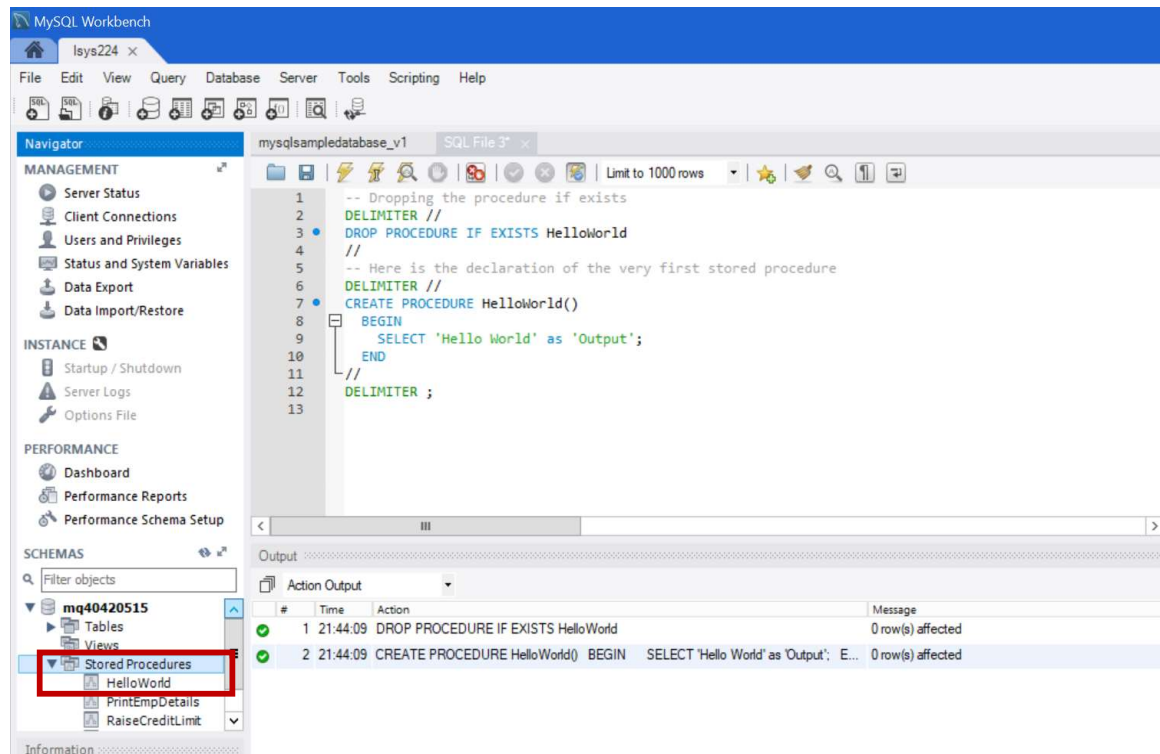 MySQL Workbench
lsys224 ×
File Edit View Query Database Server Tools Scripting Help
Navigator
MANAGEMENT
Server Status
Client Connections
Users and Privileges
Status and System Variables
Data Export
Data Import/Restore
INSTANCE
Startup / Shutdown
Server Logs
Options File
PERFORMANCE
Dashboard
Performance Reports
Performance Schema Setup
SCHEMAS
Filter objects
mq40420515
Tables
Views
Stored Procedures
HelloWorld
PrintEmpDetails
RaiseCreditLimit
Information
mysqlsampledatabase_v1 SQL File 3* ×
Limit to 1000 rows
1 -- Dropping the procedure if exists
2 DELIMITER //
3 DROP PROCEDURE IF EXISTS HelloWorld
4 //
5 -- Here is the declaration of the very first stored procedure
6 DELIMITER //
7 CREATE PROCEDURE HelloWorld()
8 BEGIN
9 SELECT 'Hello World' as 'Output';
10 END
11 //
12 DELIMITER ;
13
Output
Action Output
# Time Action Message
1 21:44:09 DROP PROCEDURE IF EXISTS HelloWorld 0 row(s) affected
2 21:44:09 CREATE PROCEDURE HelloWorld() BEGIN SELECT 'Hello World' as 'Output'; E... 0 row(s) affected